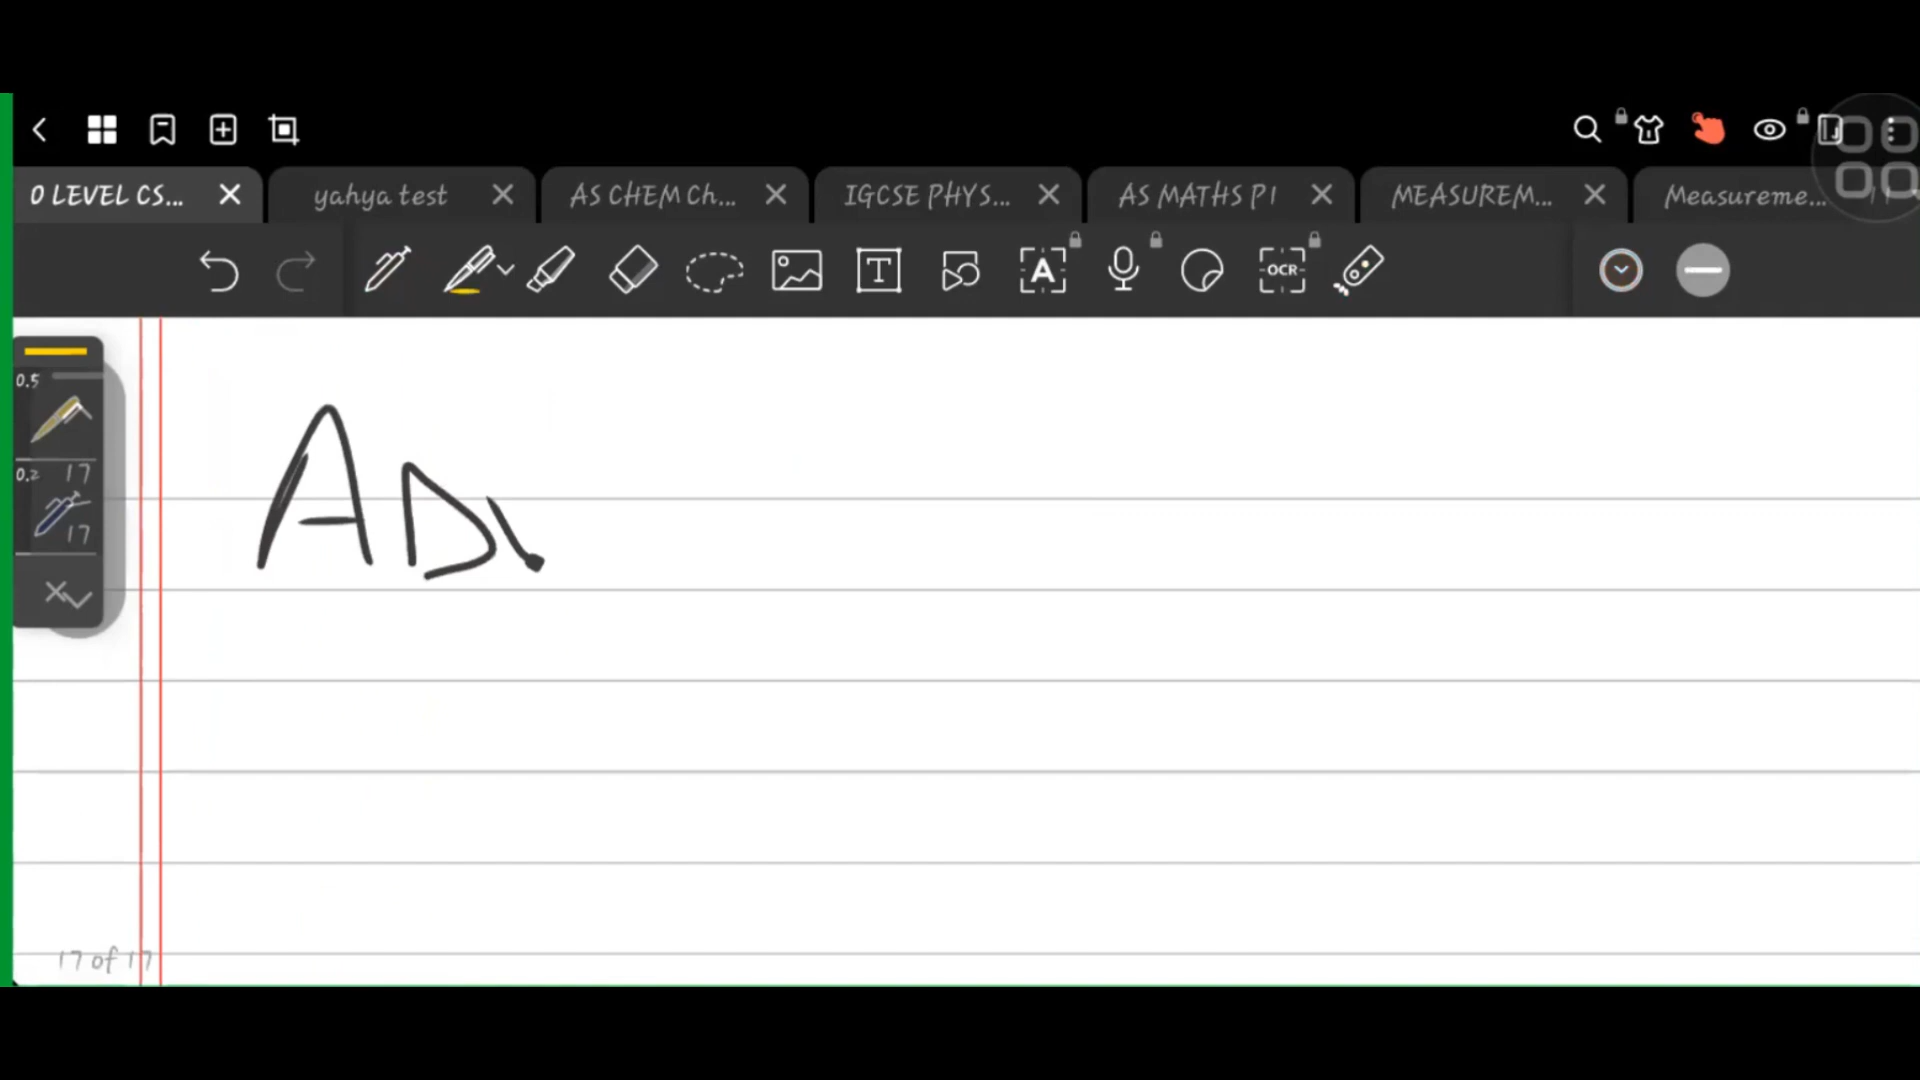 0 LEVEL CS...
yahya test
AS CHEM Ch...
IGCSE PHYS...
AS MATHS P1
MEASUREM...
Measureme...
T
A
OCR
0.5
0.2 17
17
AD
17 of 17